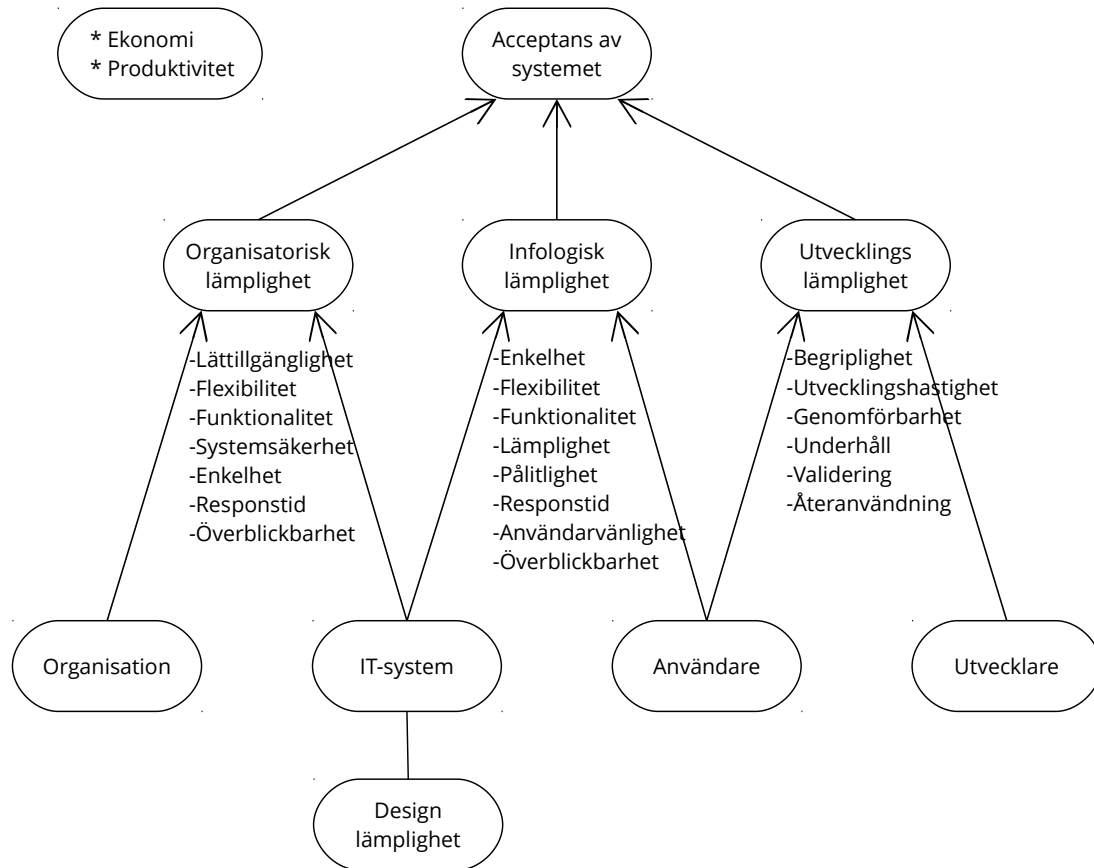 * Ekonomi
* Produktivitet
Acceptans av
systemet
Organisatorisk
lämplighet
Infologisk
lämplighet
Utvecklings
lämplighet
-Lättillgänglighet
-Flexibilitet
-Funktionalitet
-Systemsäkerhet
-Enkelhet
-Responstid
-Överblickbarhet
-Enkelhet
-Flexibilitet
-Funktionalitet
-Lämplighet
-Pålitlighet
-Responstid
-Användarvänlighet
-Överblickbarhet
-Begriplighet
-Utvecklingshastighet
-Genomförbarhet
-Underhåll
-Validering
-Återanvändning
Organisation
IT-system
Användare
Utvecklare
Design
lämplighet